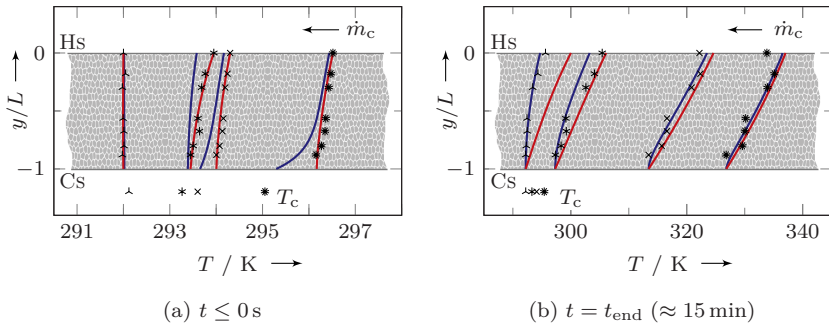 Hs
ṁc
0
y/L
−1
Cs
Tc
291 293 295 297
T / K
(a) t ≤ 0 s
Hs
ṁc
0
y/L
−1
Cs
Tc
300 320 340
T / K
(b) t = tend (≈ 15 min)